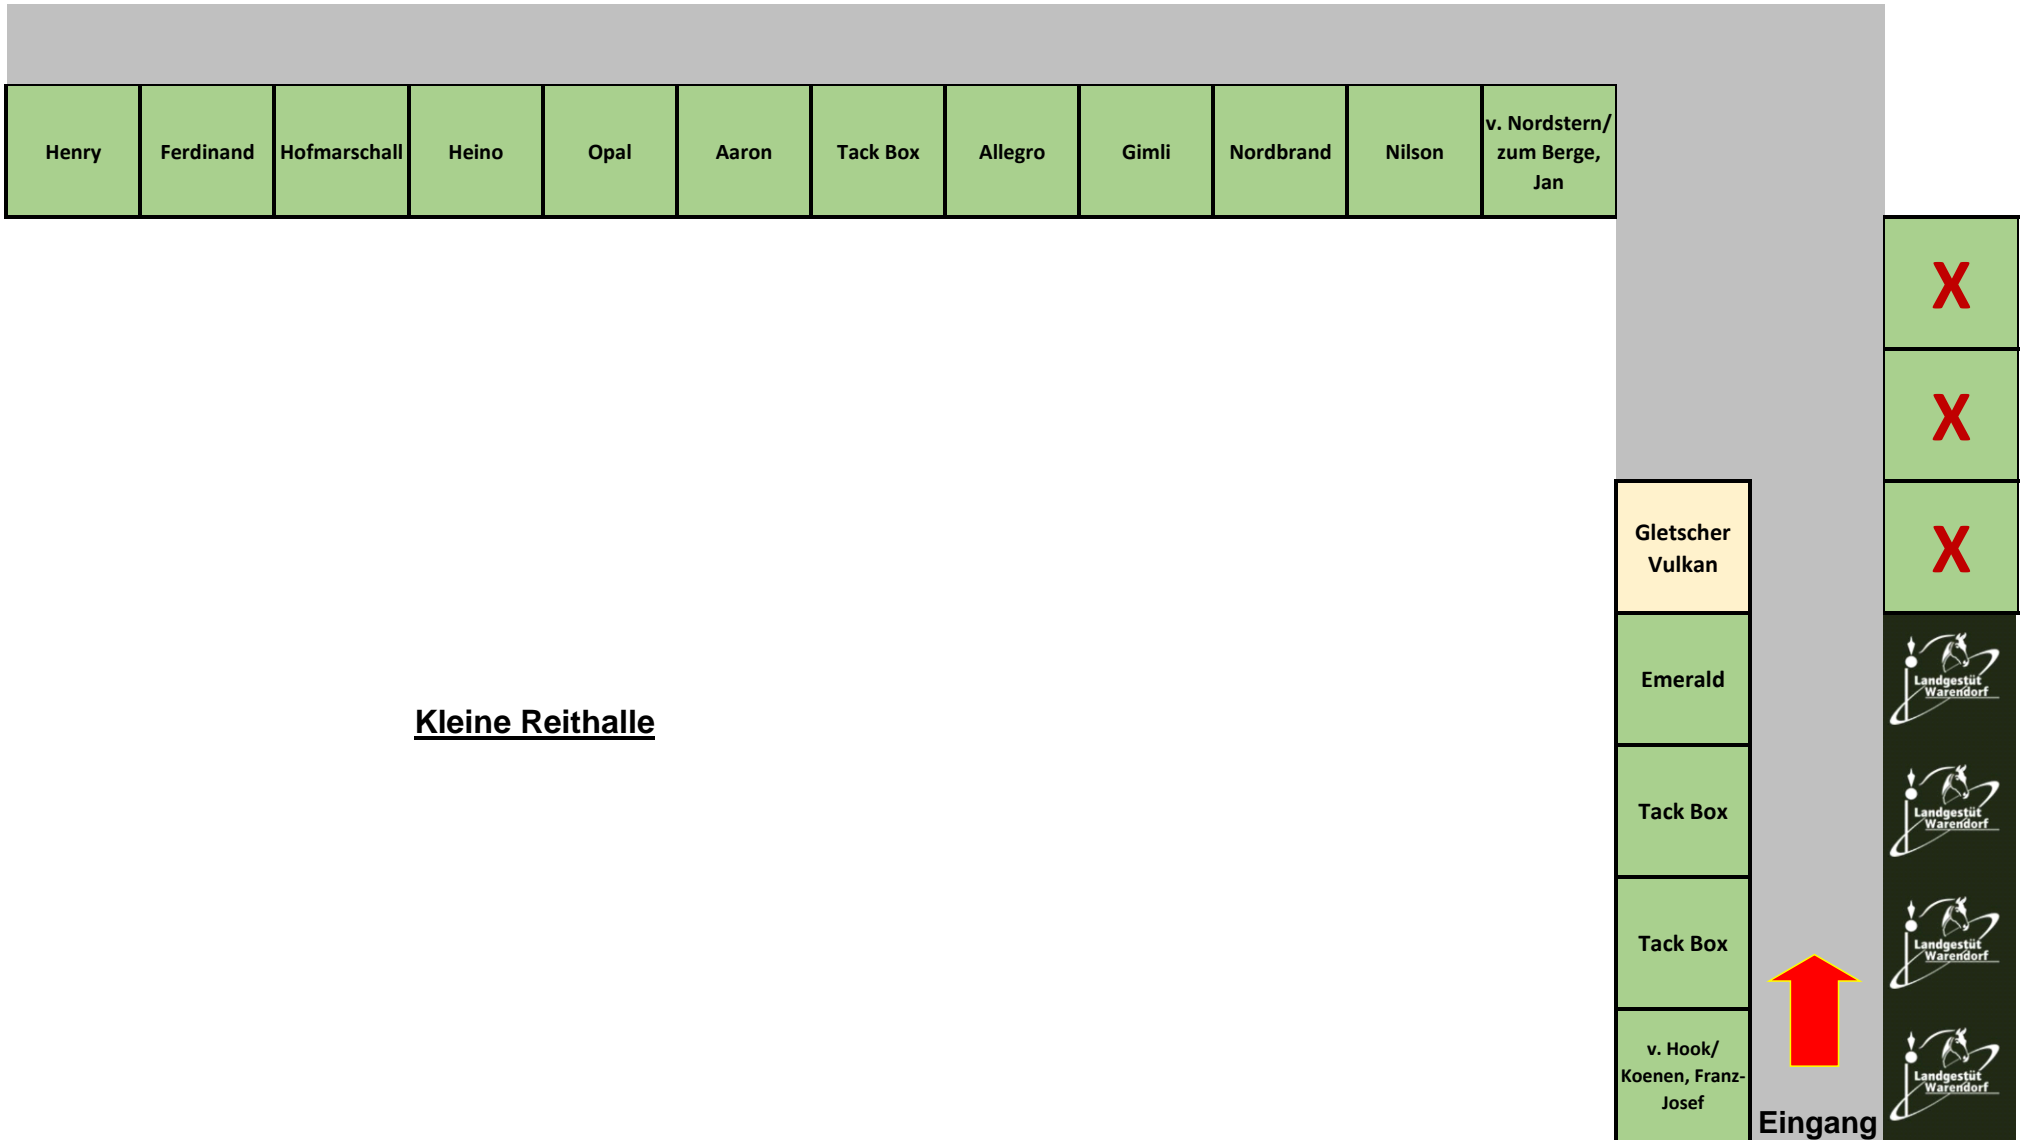 Henry
Ferdinand
Hofmarschall
Heino
Opal
Aaron
Tack Box
Allegro
Gimli
Nordbrand
Nilson
v. Nordstern/
zum Berge,
Jan
X
X
X
Gletscher
Vulkan
Emerald
Landgestüt
Warendorf
Kleine Reithalle
Tack Box
Landgestüt
Warendorf
Tack Box
Landgestüt
Warendorf
v. Hook/
Koenen, Franz-
Josef
Landgestüt
Warendorf
Eingang